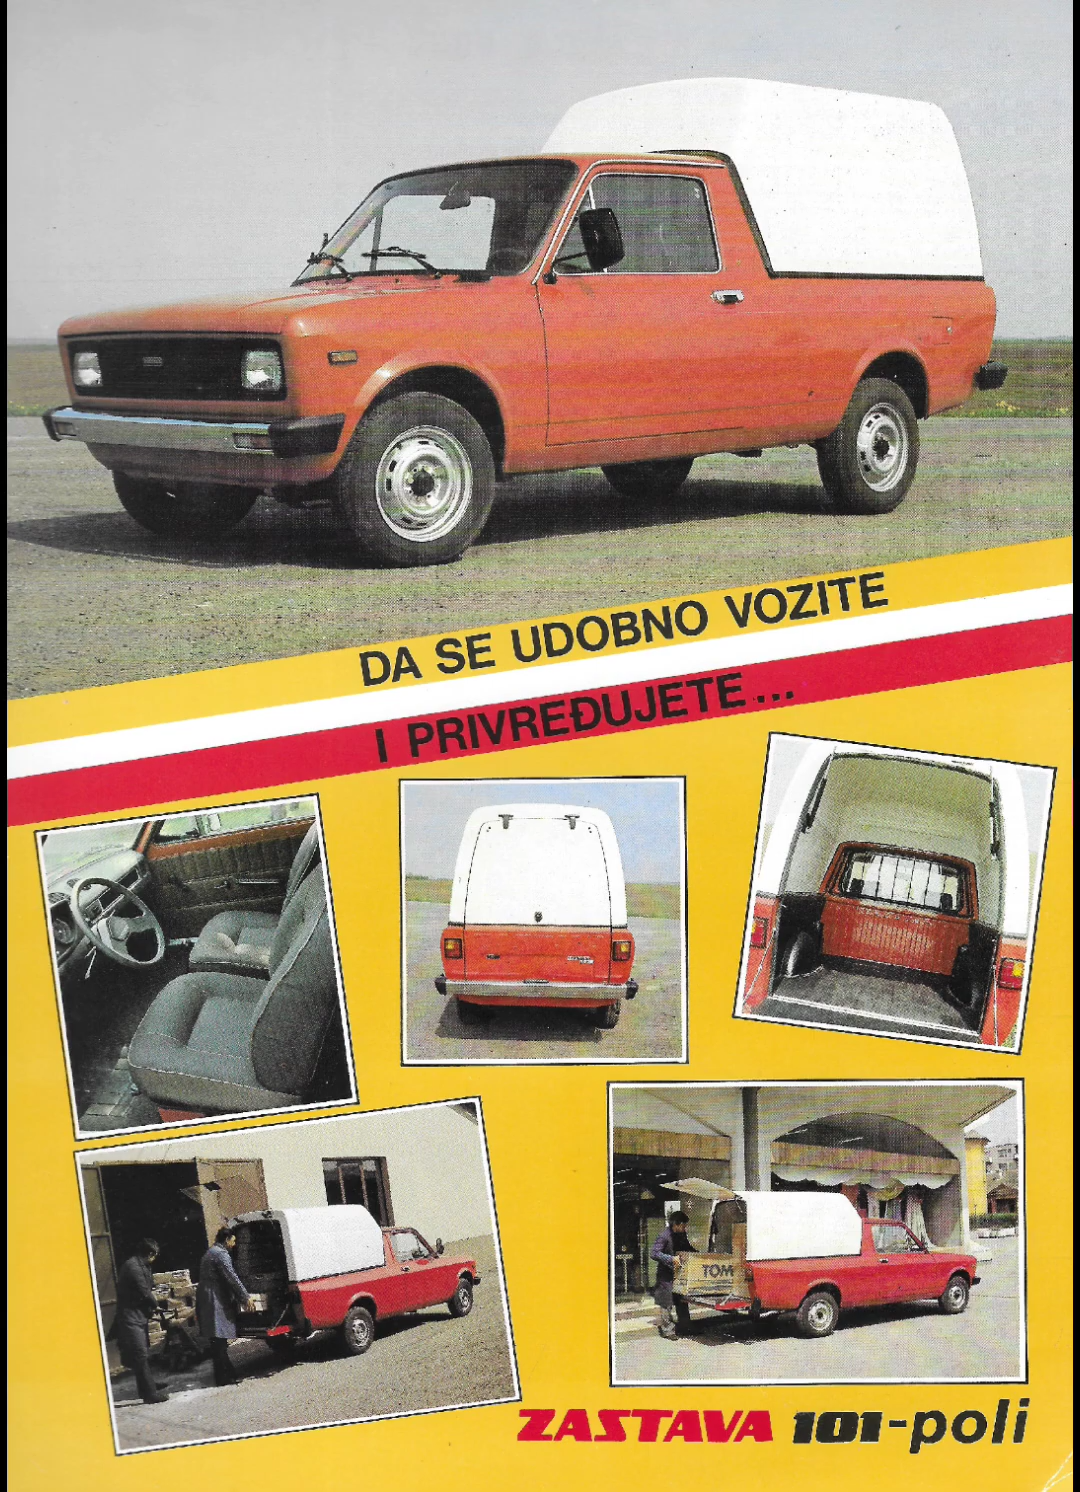 DA SE UDOBNO VOZITE
I PRIVREĐUJETE...
TOM
ZASTAVA 101-poli